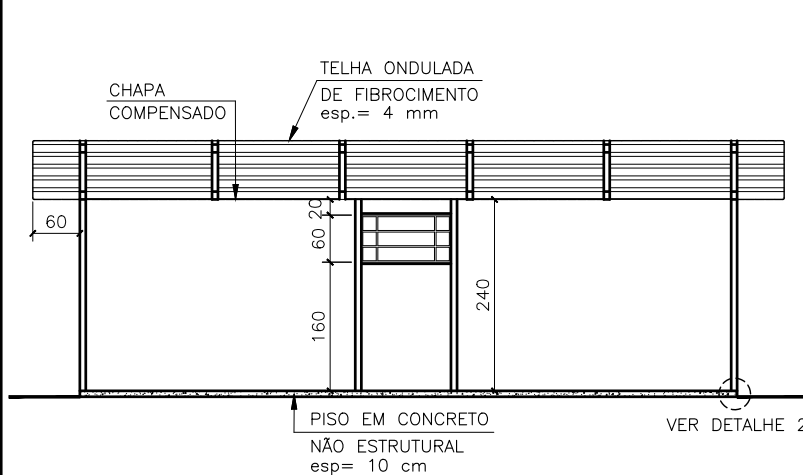 TELHA ONDULADA
DE FIBROCIMENTO
esp.= 4 mm
CHAPA
COMPENSADO
60
20
60
160
240
PISO EM CONCRETO
NÃO ESTRUTURAL
esp= 10 cm
VER DETALHE 2